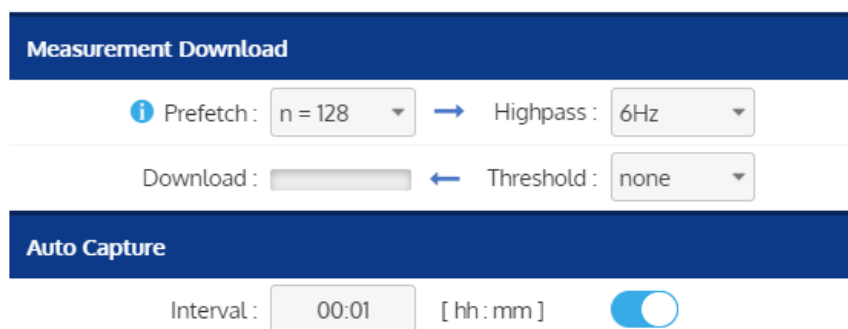 Measurement Download
i Prefetch : n = 128 → Highpass : 6Hz
Download : ← Threshold : none
Auto Capture
Interval : 00:01 [ hh : mm ]